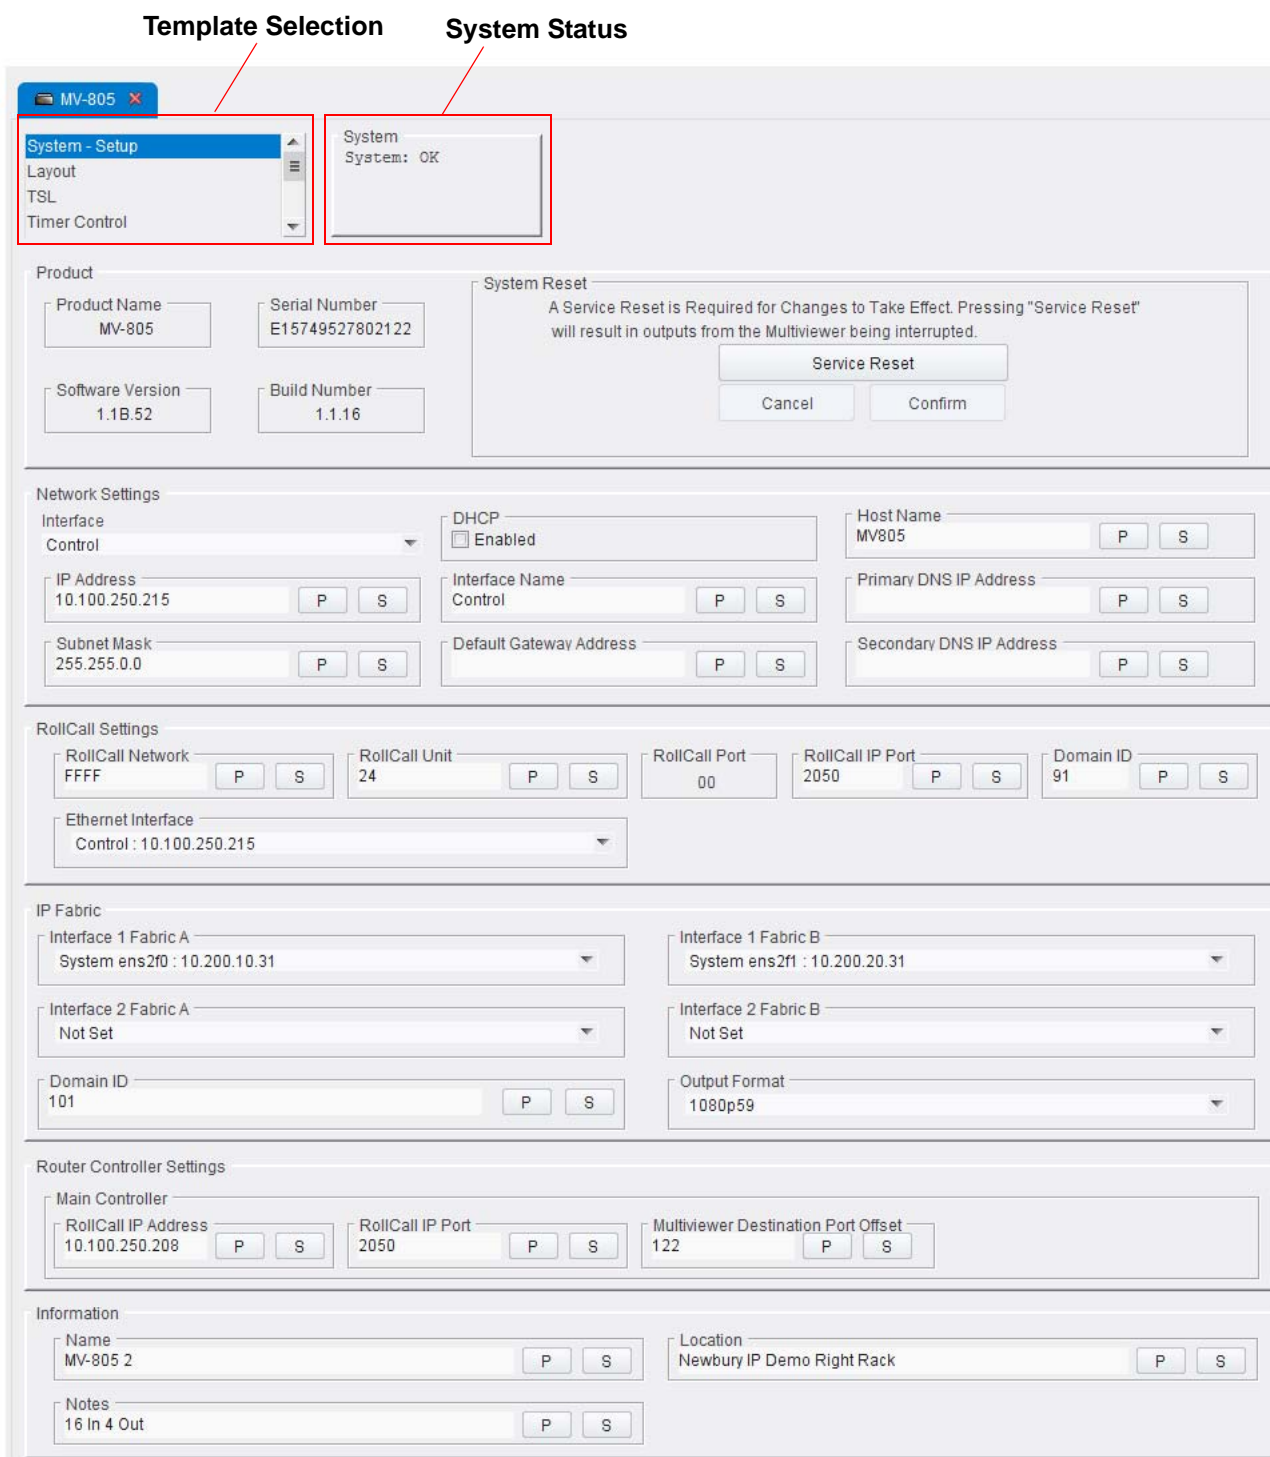 Template Selection
System Status
MV-805
System - Setup
Layout
TSL
Timer Control
System
System: OK
Product
Product Name
MV-805
Serial Number
E15749527802122
Software Version
1.1B.52
Build Number
1.1.16
System Reset
A Service Reset is Required for Changes to Take Effect. Pressing "Service Reset"
will result in outputs from the Multiviewer being interrupted.
Service Reset
Cancel
Confirm
Network Settings
Interface
Control
DHCP
Enabled
Host Name
MV805
P
S
IP Address
10.100.250.215
P
S
Interface Name
Control
P
S
Primary DNS IP Address
P
S
Subnet Mask
255.255.0.0
P
S
Default Gateway Address
P
S
Secondary DNS IP Address
P
S
RollCall Settings
RollCall Network
FFFF
P
S
RollCall Unit
24
P
S
RollCall Port
00
RollCall IP Port
2050
P
S
Domain ID
91
P
S
Ethernet Interface
Control : 10.100.250.215
IP Fabric
Interface 1 Fabric A
System ens2f0 : 10.200.10.31
Interface 1 Fabric B
System ens2f1 : 10.200.20.31
Interface 2 Fabric A
Not Set
Interface 2 Fabric B
Not Set
Domain ID
101
P
S
Output Format
1080p59
Router Controller Settings
Main Controller
RollCall IP Address
10.100.250.208
P
S
RollCall IP Port
2050
P
S
Multiviewer Destination Port Offset
122
P
S
Information
Name
MV-805 2
P
S
Location
Newbury IP Demo Right Rack
P
S
Notes
16 In 4 Out
P
S